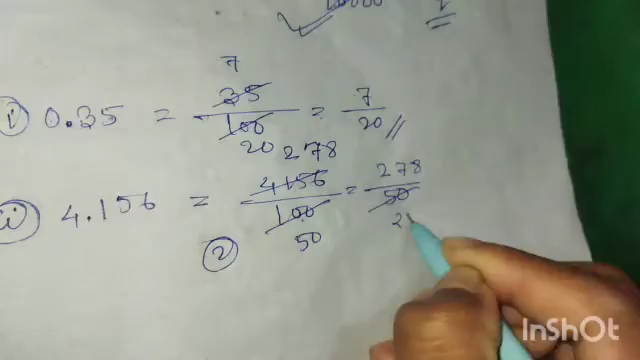 7
i) 0.35 = 35/100 = 7/20 //
20 278
ii) 4.156 = 4156/100 = 278/50
② 50 2
InShOt